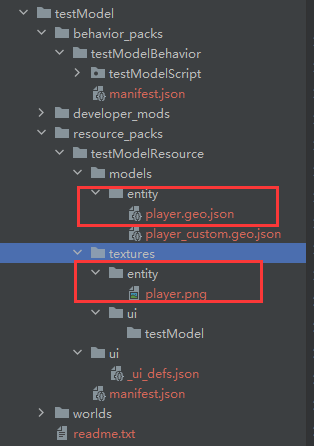 testModel
behavior_packs
testModelBehavior
testModelScript
manifest.json
developer_mods
resource_packs
testModelResource
models
entity
player.geo.json
player_custom.geo.json
textures
entity
player.png
ui
testModel
ui
_ui_defs.json
manifest.json
worlds
readme.txt